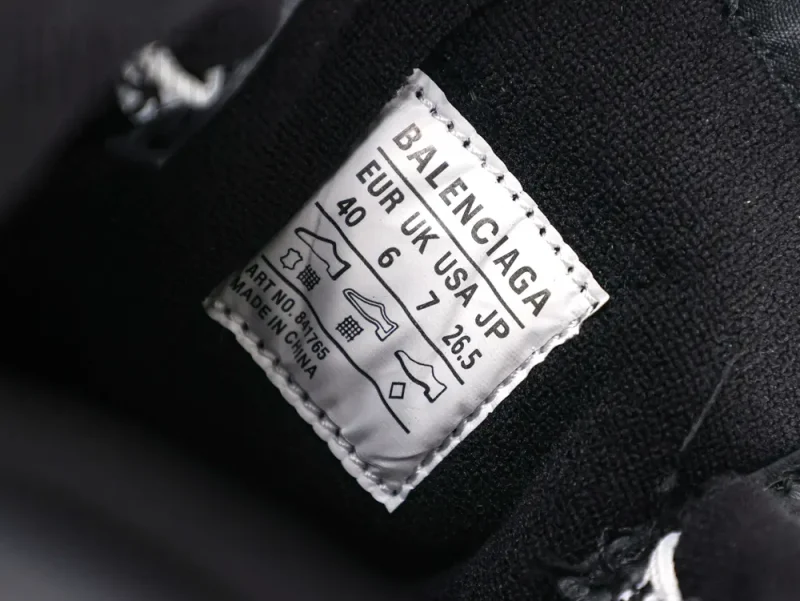 BALENCIAGA
EUR UK USA JP
40 6 7 26.5
ART NO. 841765
MADE IN CHINA